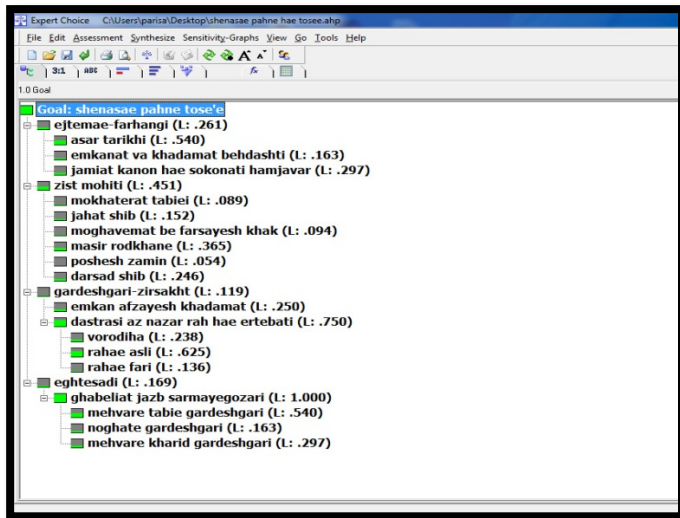 Expert Choice C:\Users\parisa\Desktop\shenasae pahne hae tosee.ahp
File Edit Assessment Synthesize Sensitivity-Graphs View Go Tools Help
A A
3:1 ABC fx
1.0 Goal
Goal: shenasae pahne tose'e
ejtemae-farhangi (L: .261)
asar tarikhi (L: .540)
emkanat va khadamat behdashti (L: .163)
jamiat kanon hae sokonati hamjavar (L: .297)
zist mohiti (L: .451)
mokhaterat tabiei (L: .089)
jahat shib (L: .152)
moghavemat be farsayesh khak (L: .094)
masir rodkhane (L: .365)
poshesh zamin (L: .054)
darsad shib (L: .246)
gardeshgari-zirsakht (L: .119)
emkan afzayesh khadamat (L: .250)
dastrasi az nazar rah hae ertebati (L: .750)
vorodiha (L: .238)
rahae asli (L: .625)
rahae fari (L: .136)
eghtesadi (L: .169)
ghabeliat jazb sarmayegozari (L: 1.000)
mehvare tabie gardeshgari (L: .540)
noghate gardeshgari (L: .163)
mehvare kharid gardeshgari (L: .297)